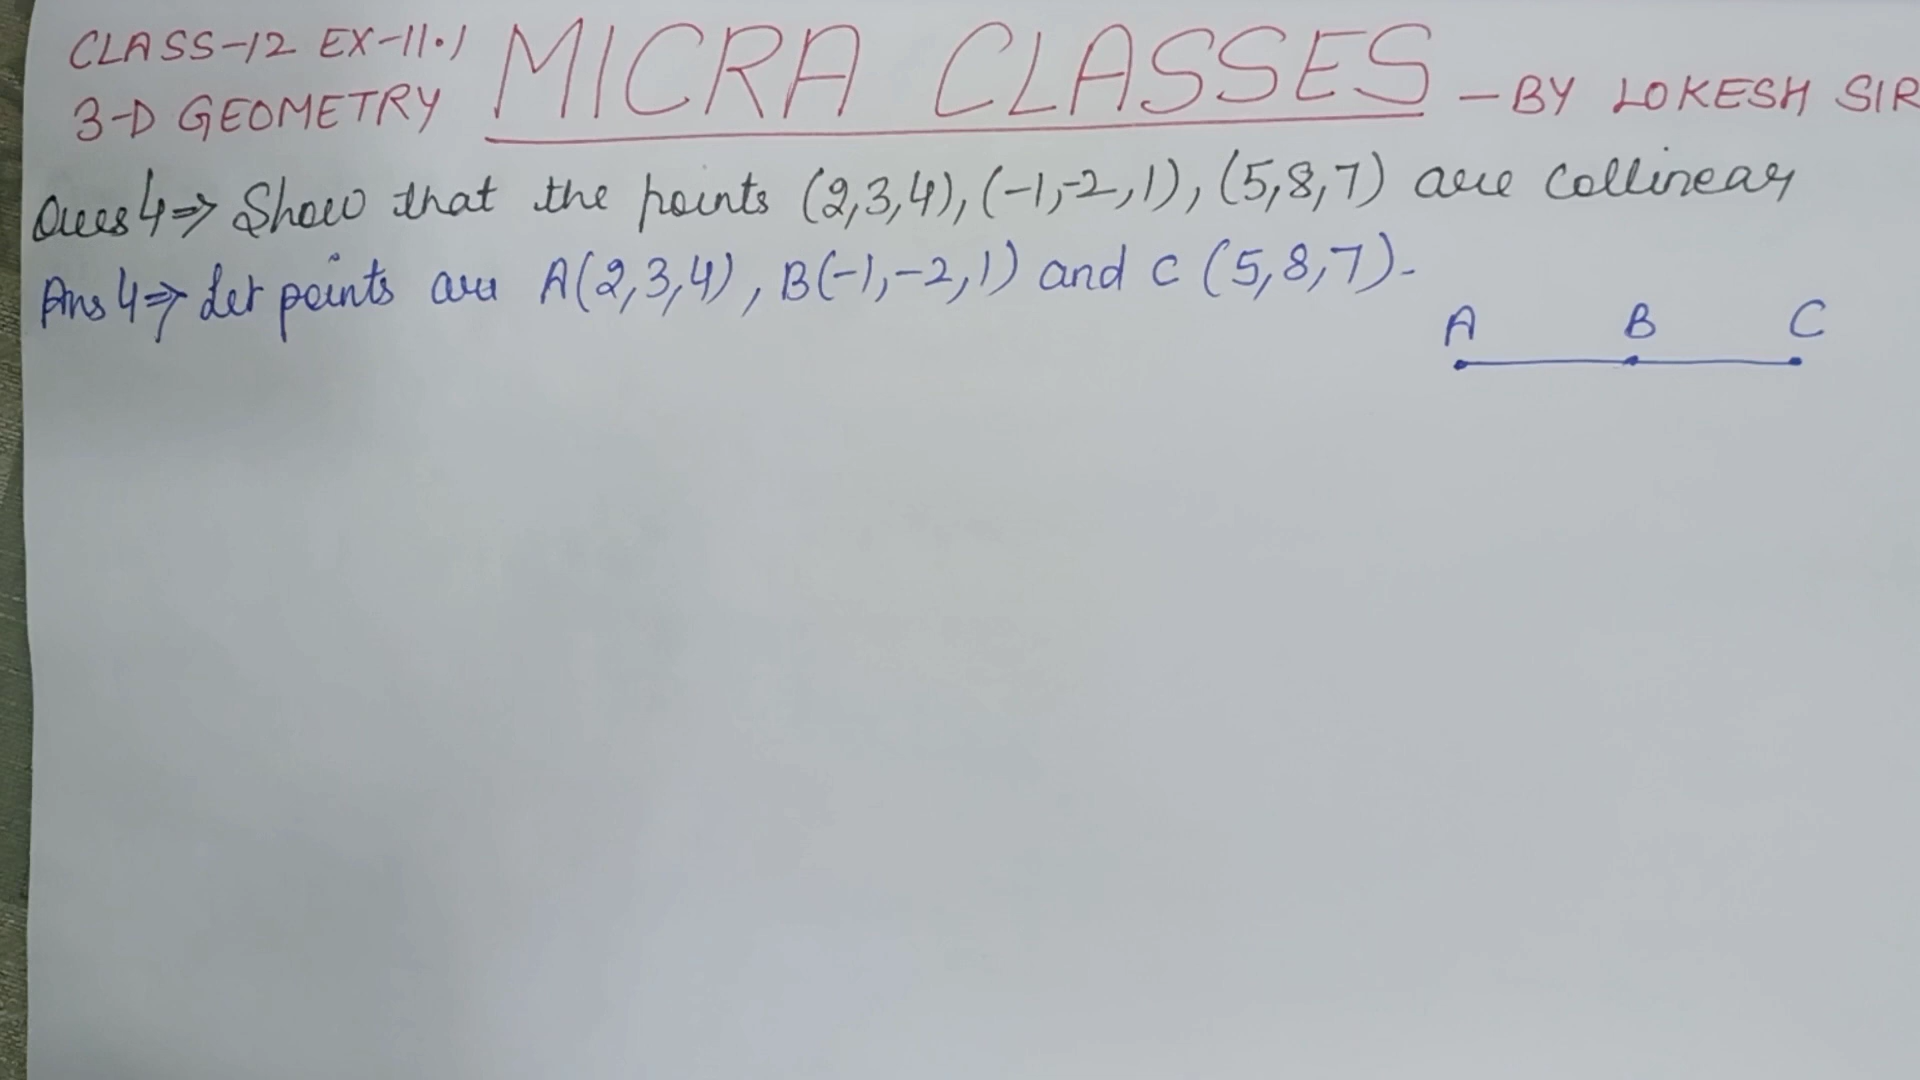 CLASS-12 EX-11.1
3-D GEOMETRY MICRA CLASSES - BY LOKESH SIR
Ques 4⇒ Show that the points (2,3,4), (-1,-2,1), (5,8,7) are collinear
Ans 4⇒ Let points are A(2,3,4), B(-1,-2,1) and C (5,8,7).
A B C